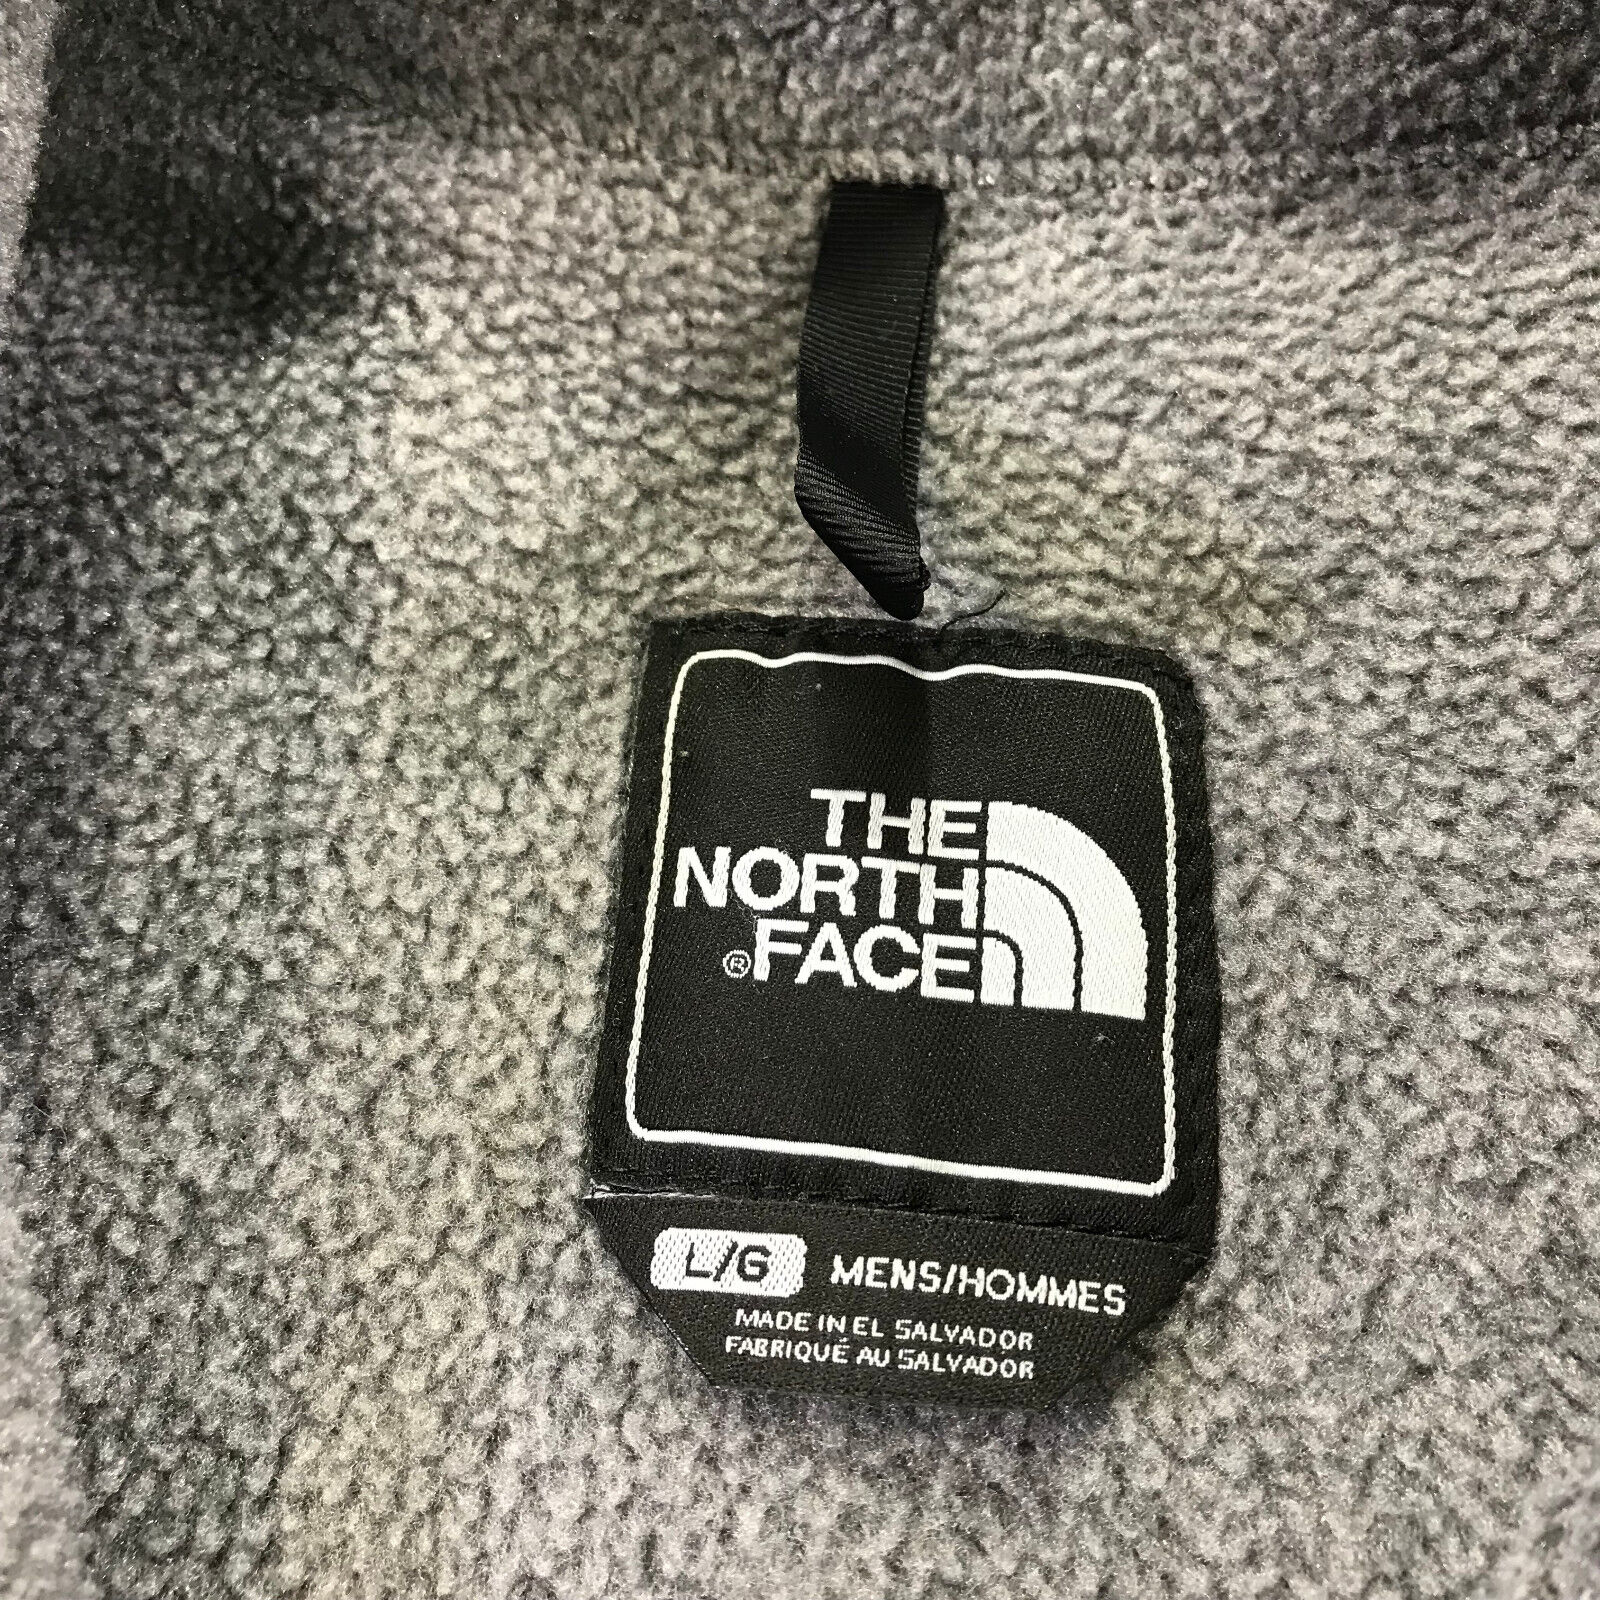 THE
NORTH
®FACE
L/G MENS/HOMMES
MADE IN EL SALVADOR
FABRIQUÉ AU SALVADOR